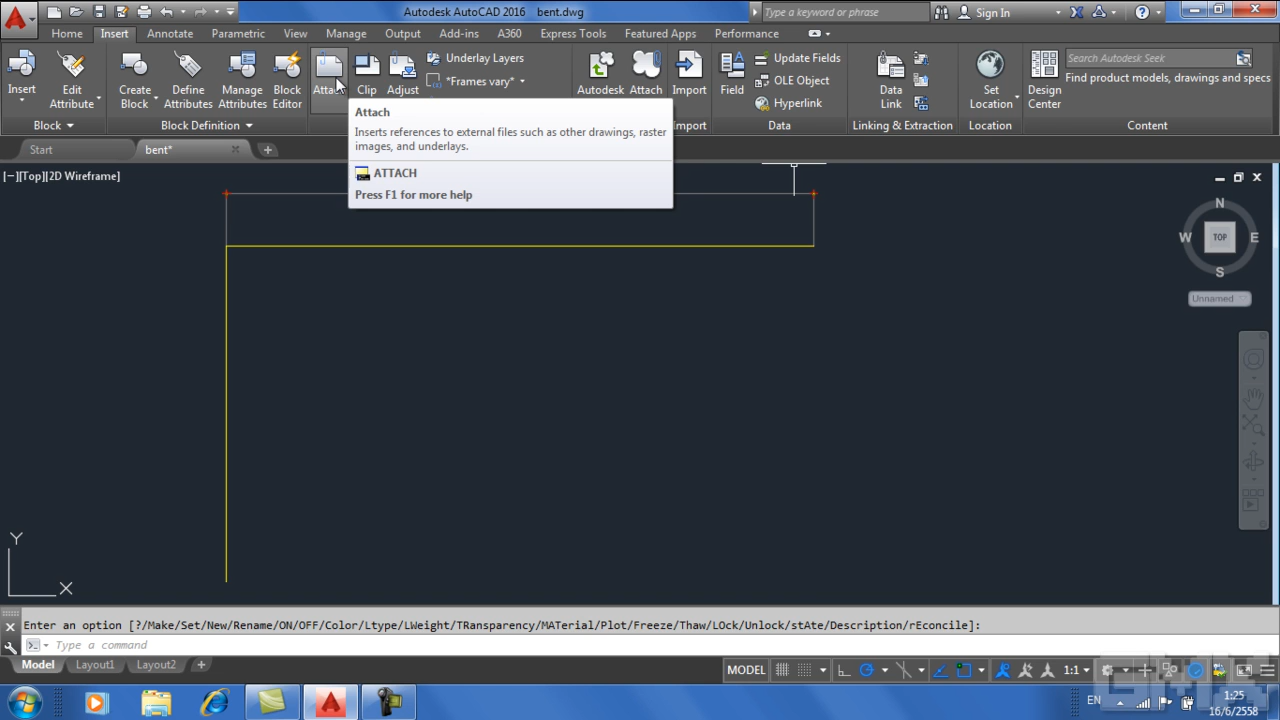 Autodesk AutoCAD 2016 bent.dwg
Type a keyword or phrase
Sign In
Home Insert Annotate Parametric View Manage Output Add-ins A360 Express Tools Featured Apps Performance
Insert
Edit
Attribute
Create
Block
Define
Attributes
Manage
Attributes
Block
Editor
Clip
Adjust
Underlay Layers
*Frames vary*
Autodesk
Attach
Import
Field
Update Fields
OLE Object
Hyperlink
Data
Link
Set
Location
Design
Center
Search Autodesk Seek
Find product models, drawings and specs
Block
Block Definition
Import
Data
Linking & Extraction
Location
Content
Start
bent*
Attach
Inserts references to external files such as other drawings, raster
images, and underlays.
ATTACH
Press F1 for more help
[−][Top][2D Wireframe]
N
W TOP E
S
Unnamed
Y
X
Enter an option [?/Make/Set/New/Rename/ON/OFF/Color/Ltype/LWeight/TRansparency/MATerial/Plot/Freeze/Thaw/LOck/Unlock/stAte/Description/rEconcile]:
Type a command
Model Layout1 Layout2
MODEL
1:1
EN
1:25
16/6/2558